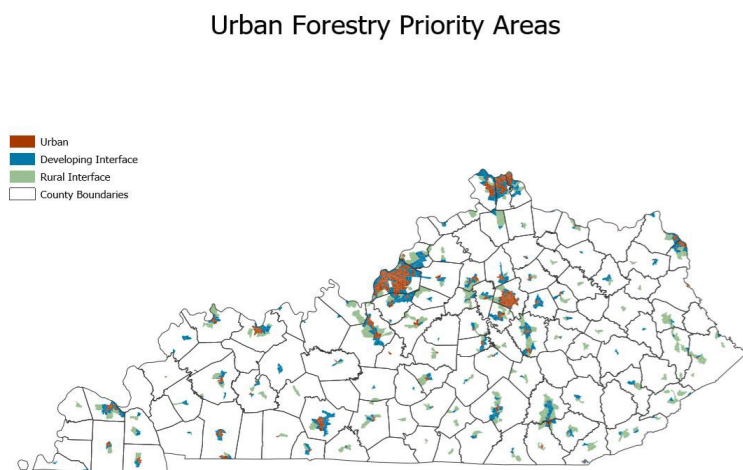 Urban Forestry Priority Areas
Urban
Developing Interface
Rural Interface
County Boundaries